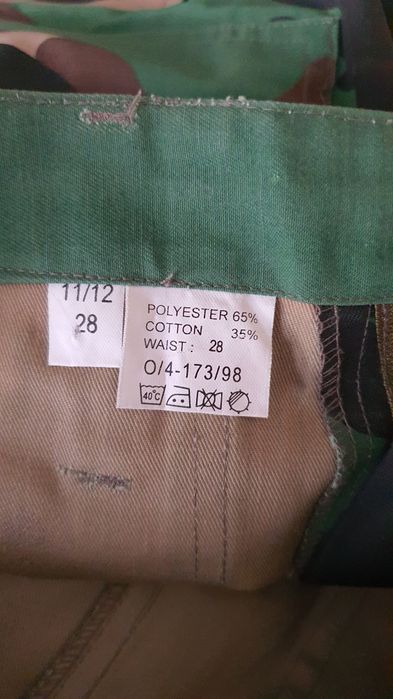 11/12
28
POLYESTER 65%
COTTON 35%
WAIST : 28
O/4-173/98
40°C